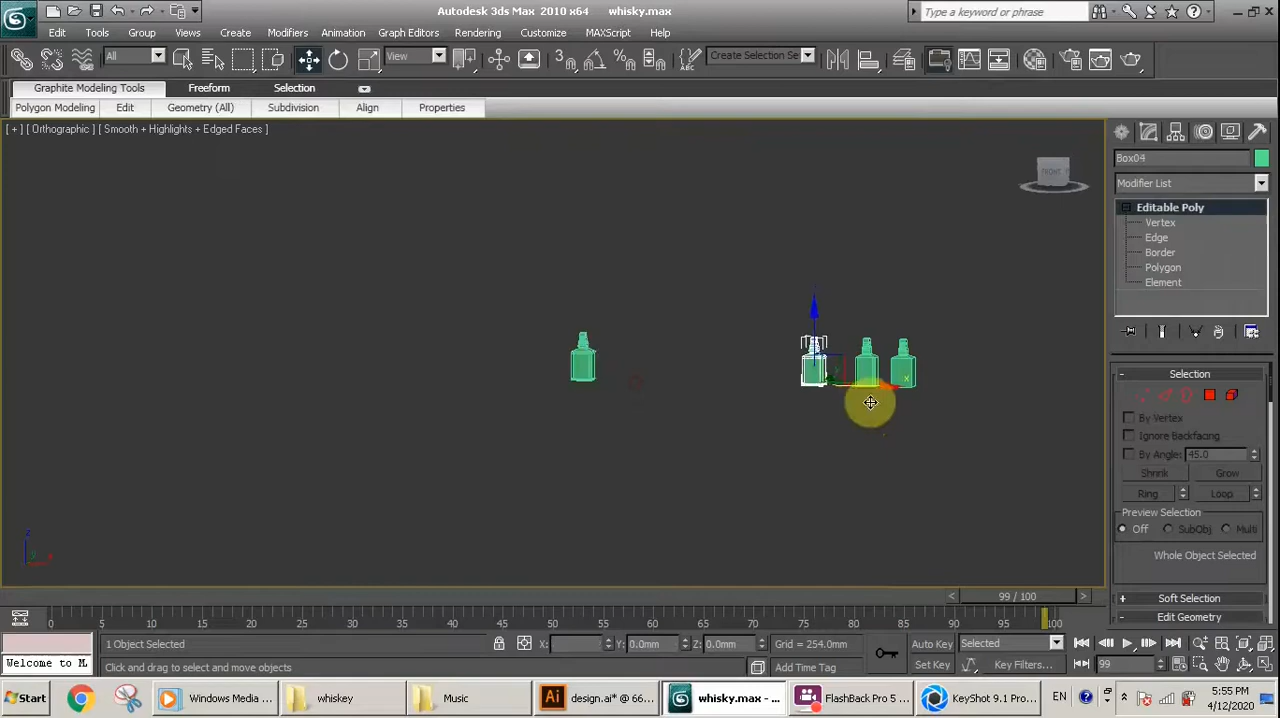 Autodesk 3ds Max 2010 x64 whisky.max
Type a keyword or phrase
Edit Tools Group Views Create Modifiers Animation Graph Editors Rendering Customize MAXScript Help
All View Create Selection Se
Graphite Modeling Tools Freeform Selection
Polygon Modeling Edit Geometry (All) Subdivision Align Properties
[ + ] [ Orthographic ] [ Smooth + Highlights + Edged Faces ]
FRONT
Box04
Modifier List
Editable Poly
Vertex
Edge
Border
Polygon
Element
Selection
By Vertex
Ignore Backfacing
By Angle: 45.0
Shrink Grow
Ring Loop
Preview Selection
Off SubObj Multi
Whole Object Selected
Soft Selection
Edit Geometry
x
z
y x
99 / 100
0 5 10 15 20 25 30 35 40 45 50 55 60 65 70 75 80 85 90 95 100
1 Object Selected X: Y: 0.0mm Z: 0.0mm Grid = 254.0mm Auto Key Selected
Welcome to M. Click and drag to select and move objects Add Time Tag Set Key Key Filters... 99
Start Windows Media ... whiskey Music design.ai* @ 66... whisky.max - ... FlashBack Pro 5 ... KeyShot 9.1 Pro... EN 5:55 PM
4/12/2020